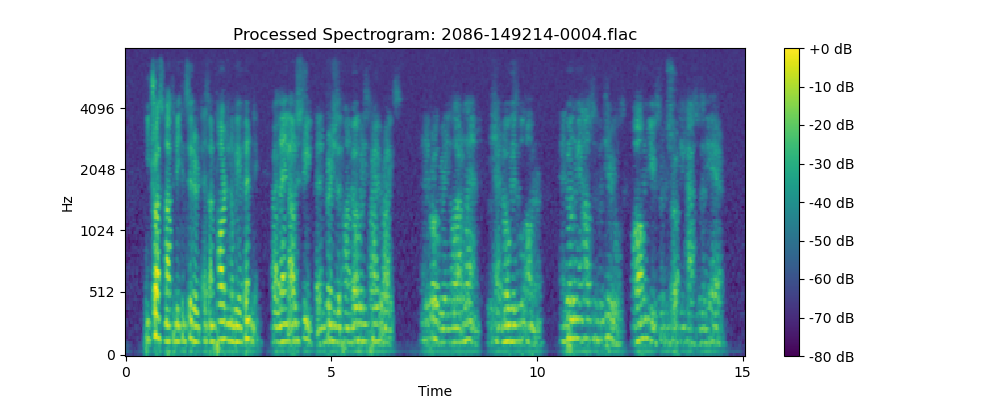 Processed Spectrogram: 2086-149214-0004.flac
+0 dB
-10 dB
-20 dB
-30 dB
-40 dB
-50 dB
-60 dB
-70 dB
-80 dB
Hz
4096
2048
1024
512
0
0 5 10 15
Time